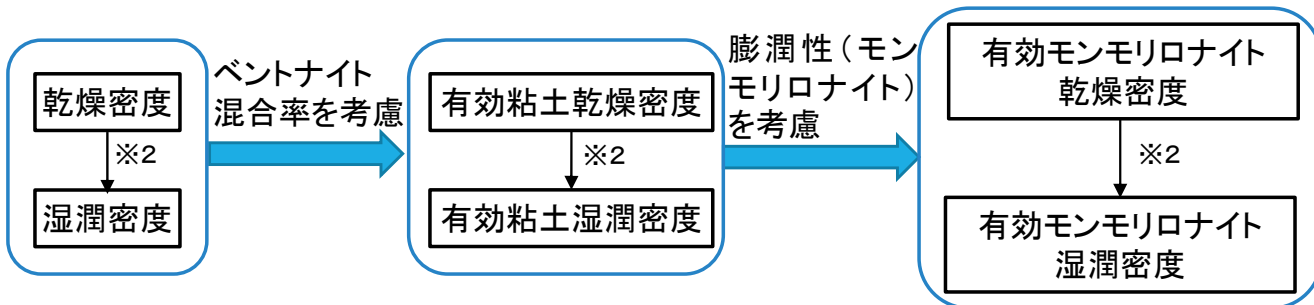 乾燥密度
※2
湿潤密度
ベントナイト
混合率を考慮
有効粘土乾燥密度
※2
有効粘土湿潤密度
膨潤性(モン
モリロナイト)
を考慮
有効モンモリロナイト
乾燥密度
※2
有効モンモリロナイト
湿潤密度